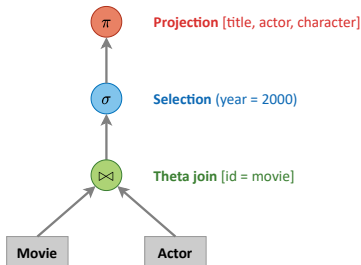 π Projection [title, actor, character]
σ Selection (year = 2000)
⋈ Theta join [id = movie]
Movie Actor